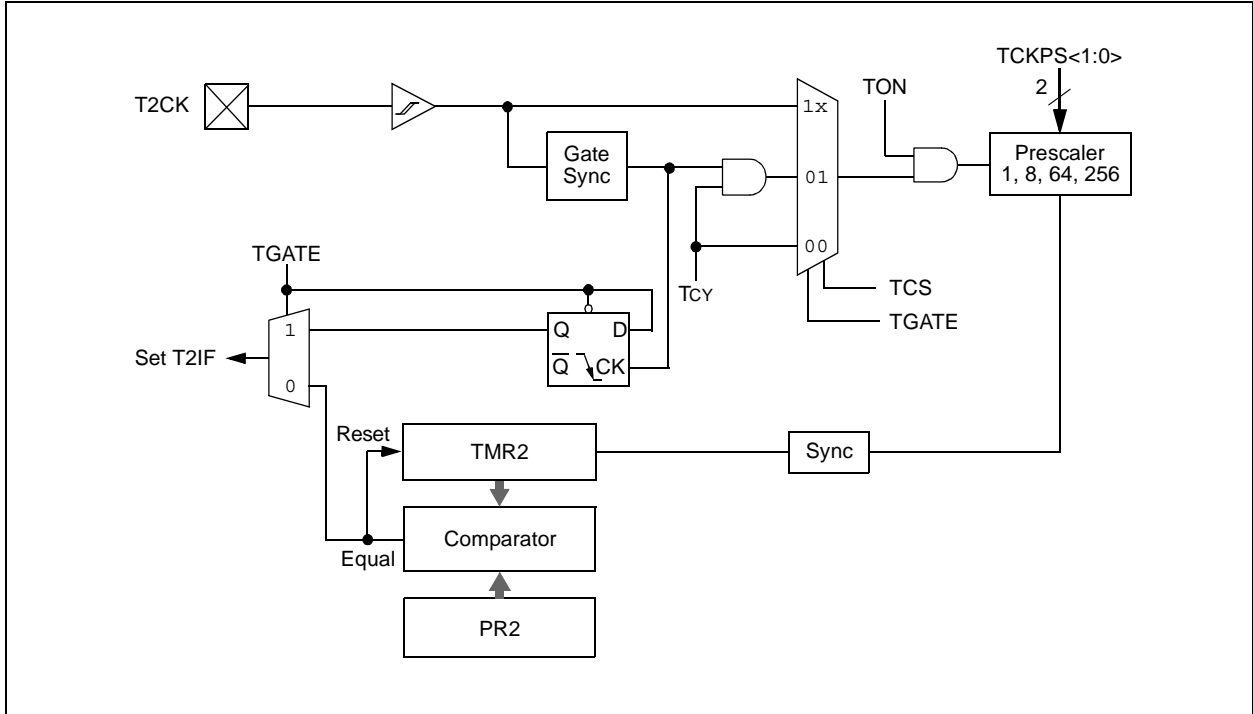 TCKPS<1:0>
2
TON
T2CK
1x
Gate
Sync
Prescaler
1, 8, 64, 256
01
00
TGATE
TCY
TCS
TGATE
1
Q
D
Set T2IF
Q
CK
0
Reset
TMR2
Sync
Comparator
Equal
PR2